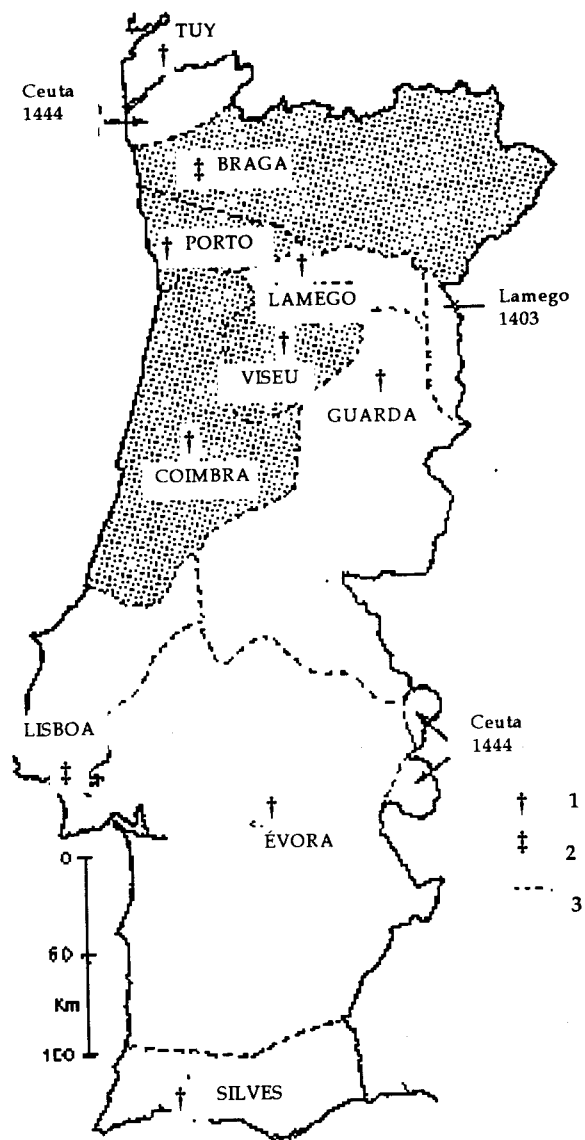 TUY
Ceuta
1444
BRAGA
PORTO
LAMEGO
Lamego
1403
VISEU
GUARDA
COIMBRA
LISBOA
Ceuta
1444
1
ÉVORA
2
0
3
60
Km
100
SILVES